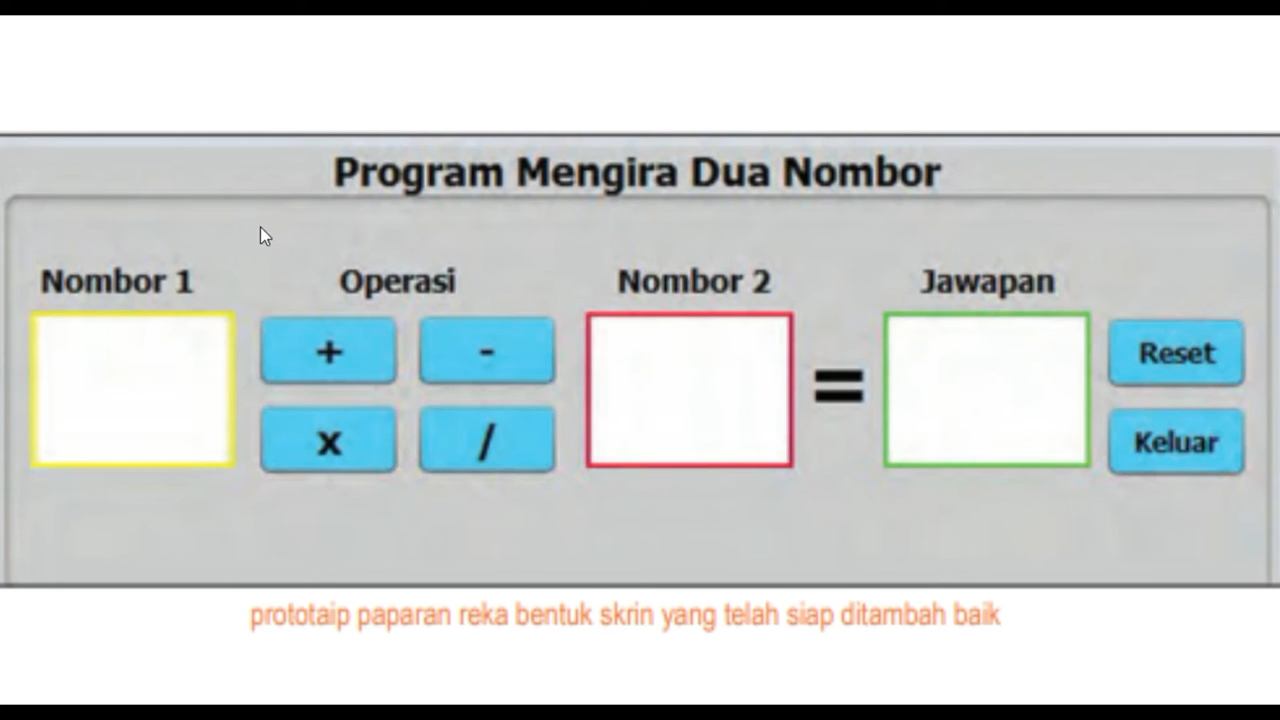 Program Mengira Dua Nombor
Nombor 1 Operasi Nombor 2 Jawapan
+ - = Reset
x / Keluar
prototaip paparan reka bentuk skrin yang telah siap ditambah baik